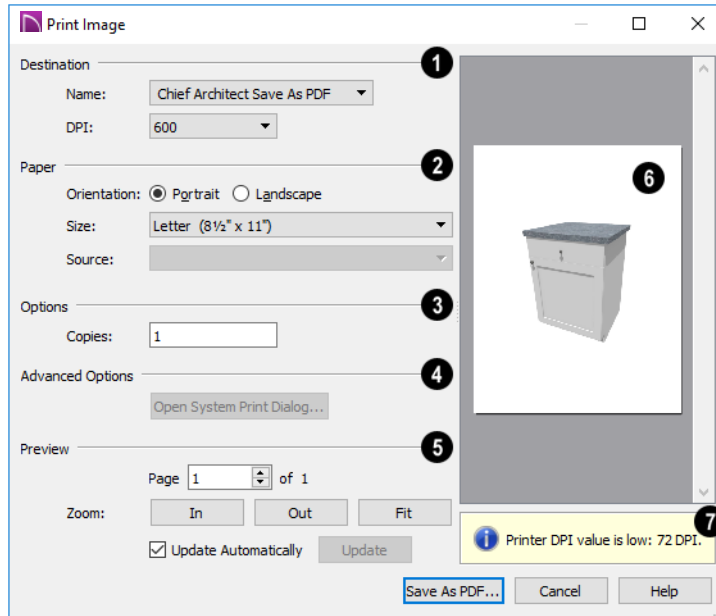 Print Image
Destination
1
Name: Chief Architect Save As PDF
DPI: 600
Paper
2
Orientation: Portrait Landscape
Size: Letter (8½" x 11")
Source:
Options
3
Copies: 1
Advanced Options
4
Open System Print Dialog...
Preview
5
Page 1 of 1
Zoom: In Out Fit
Update Automatically Update
6
7
Printer DPI value is low: 72 DPI.
Save As PDF... Cancel Help